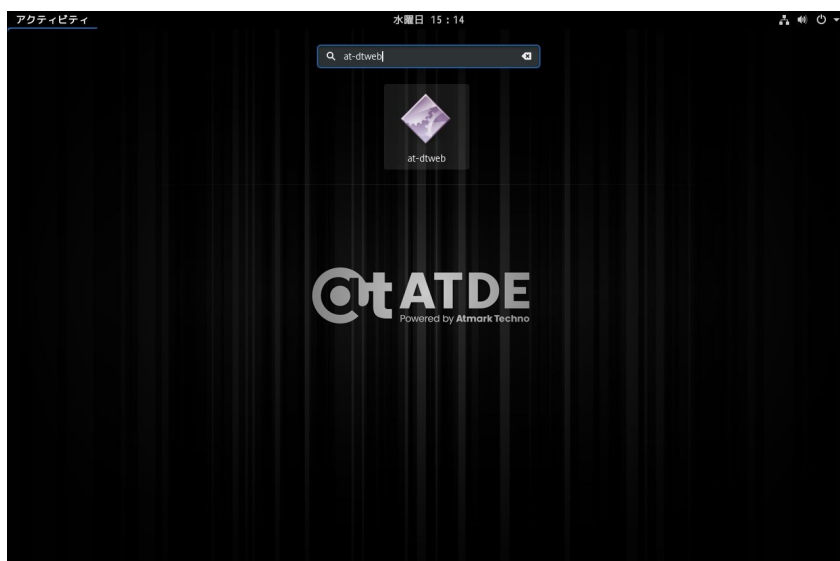 アクティビティ
水曜日 15：14
at-dtweb
at-dtweb
at ATDE
Powered by Atmark Techno